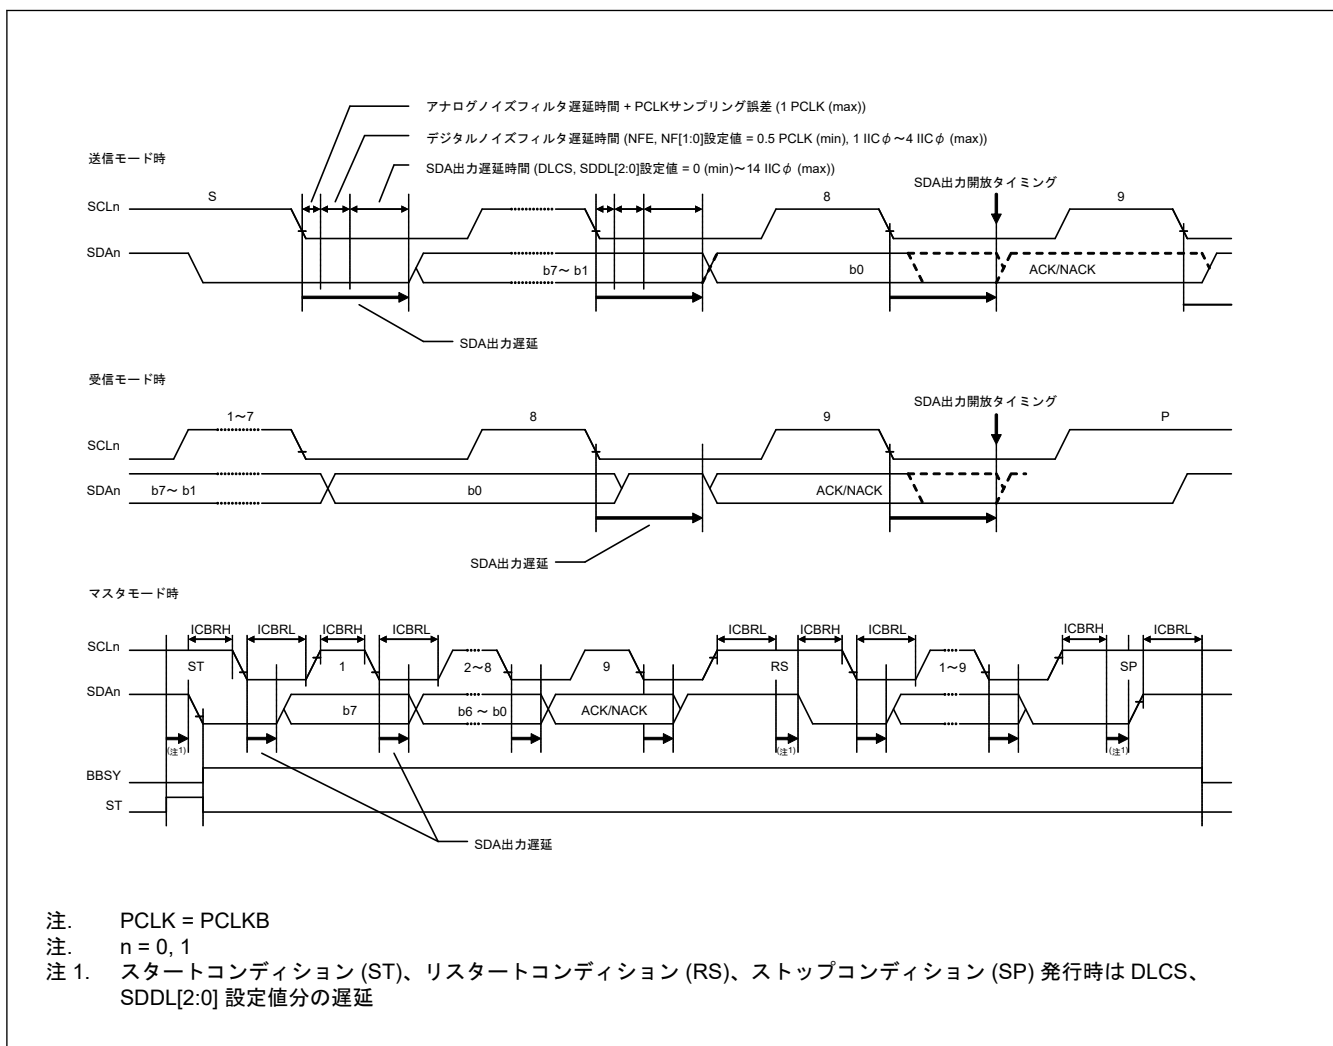 アナログノイズフィルタ遅延時間 + PCLKサンプリング誤差 (1 PCLK (max))
デジタルノイズフィルタ遅延時間 (NFE, NF[1:0]設定値 = 0.5 PCLK (min), 1 IICφ～4 IICφ (max))
送信モード時
SDA出力遅延時間 (DLCS, SDDL[2:0]設定値 = 0 (min)～14 IICφ (max))
SDA出力開放タイミング
SCLn S 8 9
SDAn b7～ b1 b0 ACK/NACK
SDA出力遅延
受信モード時
SDA出力開放タイミング
SCLn 1～7 8 9 P
SDAn b7～ b1 b0 ACK/NACK
SDA出力遅延
マスタモード時
ICBRH ICBRL ICBRH ICBRL ICBRL ICBRH ICBRL ICBRH ICBRL
SCLn ST 1 2～8 9 RS 1～9 SP
SDAn b7 b6 ～ b0 ACK/NACK
(注1) (注1) (注1)
BBSY
ST
SDA出力遅延
注. PCLK = PCLKB
注. n = 0, 1
注 1. スタートコンディション (ST)、リスタートコンディション (RS)、ストップコンディション (SP) 発行時は DLCS、
SDDL[2:0] 設定値分の遅延